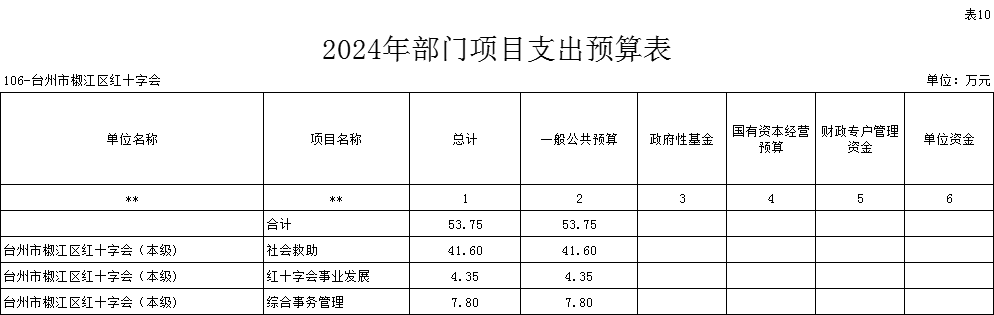 表10
2024年部门项目支出预算表
106-台州市椒江区红十字会 单位：万元
单位名称 项目名称 总计 一般公共预算 政府性基金 国有资本经营预算 财政专户管理资金 单位资金
** ** 1 2 3 4 5 6
合计 53.75 53.75
台州市椒江区红十字会（本级） 社会救助 41.60 41.60
台州市椒江区红十字会（本级） 红十字会事业发展 4.35 4.35
台州市椒江区红十字会（本级） 综合事务管理 7.80 7.80